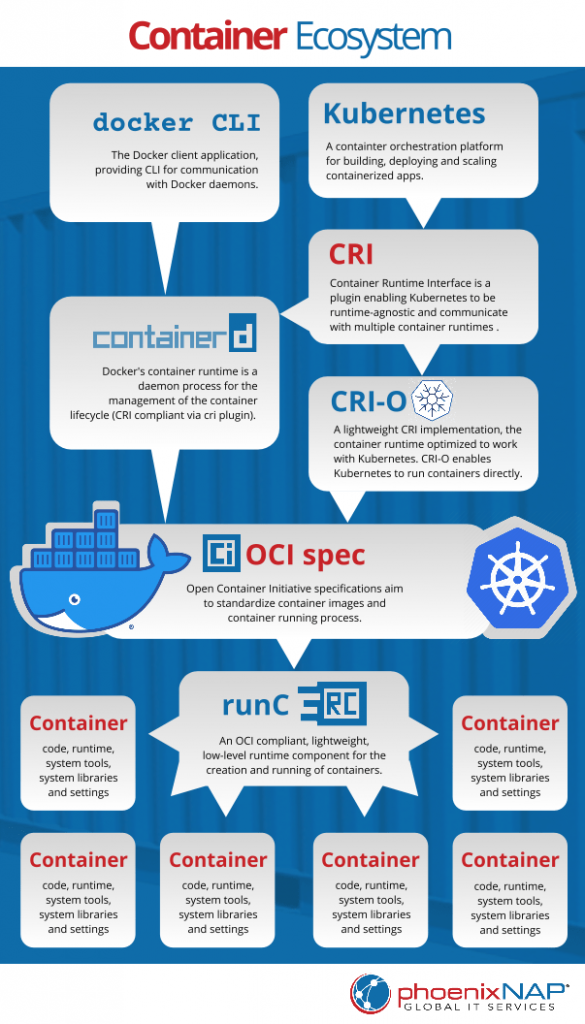 Container Ecosystem
docker CLI
The Docker client application,
providing CLI for communication
with Docker daemons.
Kubernetes
A containter orchestration platform
for building, deploying and scaling
containerized apps.
CRI
Container Runtime Interface is a
plugin enabling Kubernetes to be
runtime-agnostic and communicate
with multiple container runtimes .
containerd
Docker's container runtime is a
daemon process for the
management of the container
lifecycle (CRI compliant via cri plugin).
CRI-O
A lightweight CRI implementation, the
container runtime optimized to work
with Kubernetes. CRI-O enables
Kubernetes to run containers directly.
Ci OCI spec
Open Container Initiative specifications aim
to standardize container images and
container running process.
®
runC RC
An OCI compliant, lightweight,
low-level runtime component for the
creation and running of containers.
Container
code, runtime,
system tools,
system libraries
and settings
Container
code, runtime,
system tools,
system libraries
and settings
Container
code, runtime,
system tools,
system libraries
and settings
Container
code, runtime,
system tools,
system libraries
and settings
Container
code, runtime,
system tools,
system libraries
and settings
Container
code, runtime,
system tools,
system libraries
and settings
phoenixNAP®
GLOBAL IT SERVICES